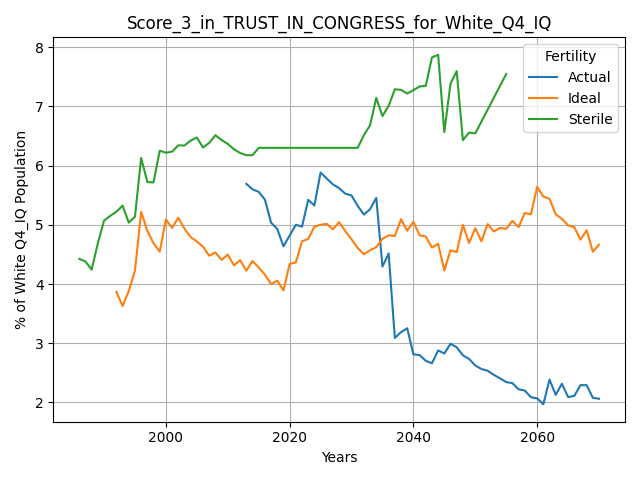 Score_3_in_TRUST_IN_CONGRESS_for_White_Q4_IQ
% of White Q4_IQ Population
8
7
6
5
4
3
2
Fertility
Actual
Ideal
Sterile
2000 2020 2040 2060
Years